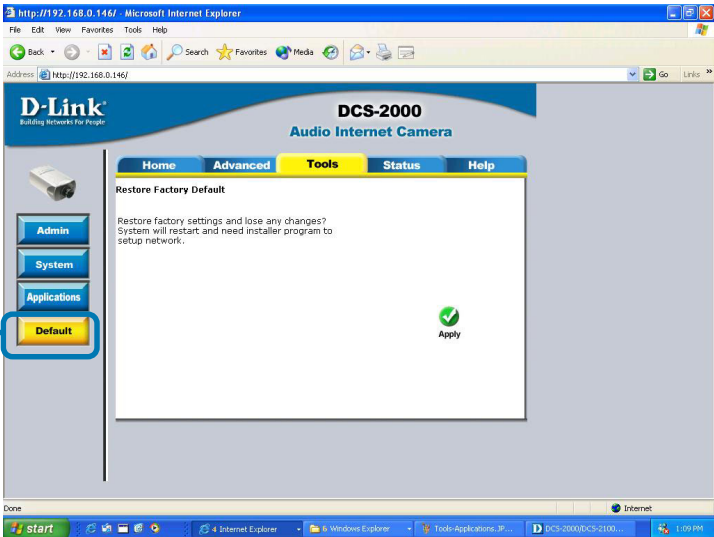 http://192.168.0.146/ - Microsoft Internet Explorer
File Edit View Favorites Tools Help
Back Search Favorites Media
Address http://192.168.0.146/ Go Links »
D-Link
Building Networks For People
DCS-2000
Audio Internet Camera
Home Advanced Tools Status Help
Restore Factory Default
Restore factory settings and lose any changes?
System will restart and need installer program to
setup network.
Admin
System
Applications
Default
Apply
Done Internet
start 4 Internet Explorer 6 Windows Explorer Tools-Applications.JP... DCS-2000/DCS-2100... 1:09 PM